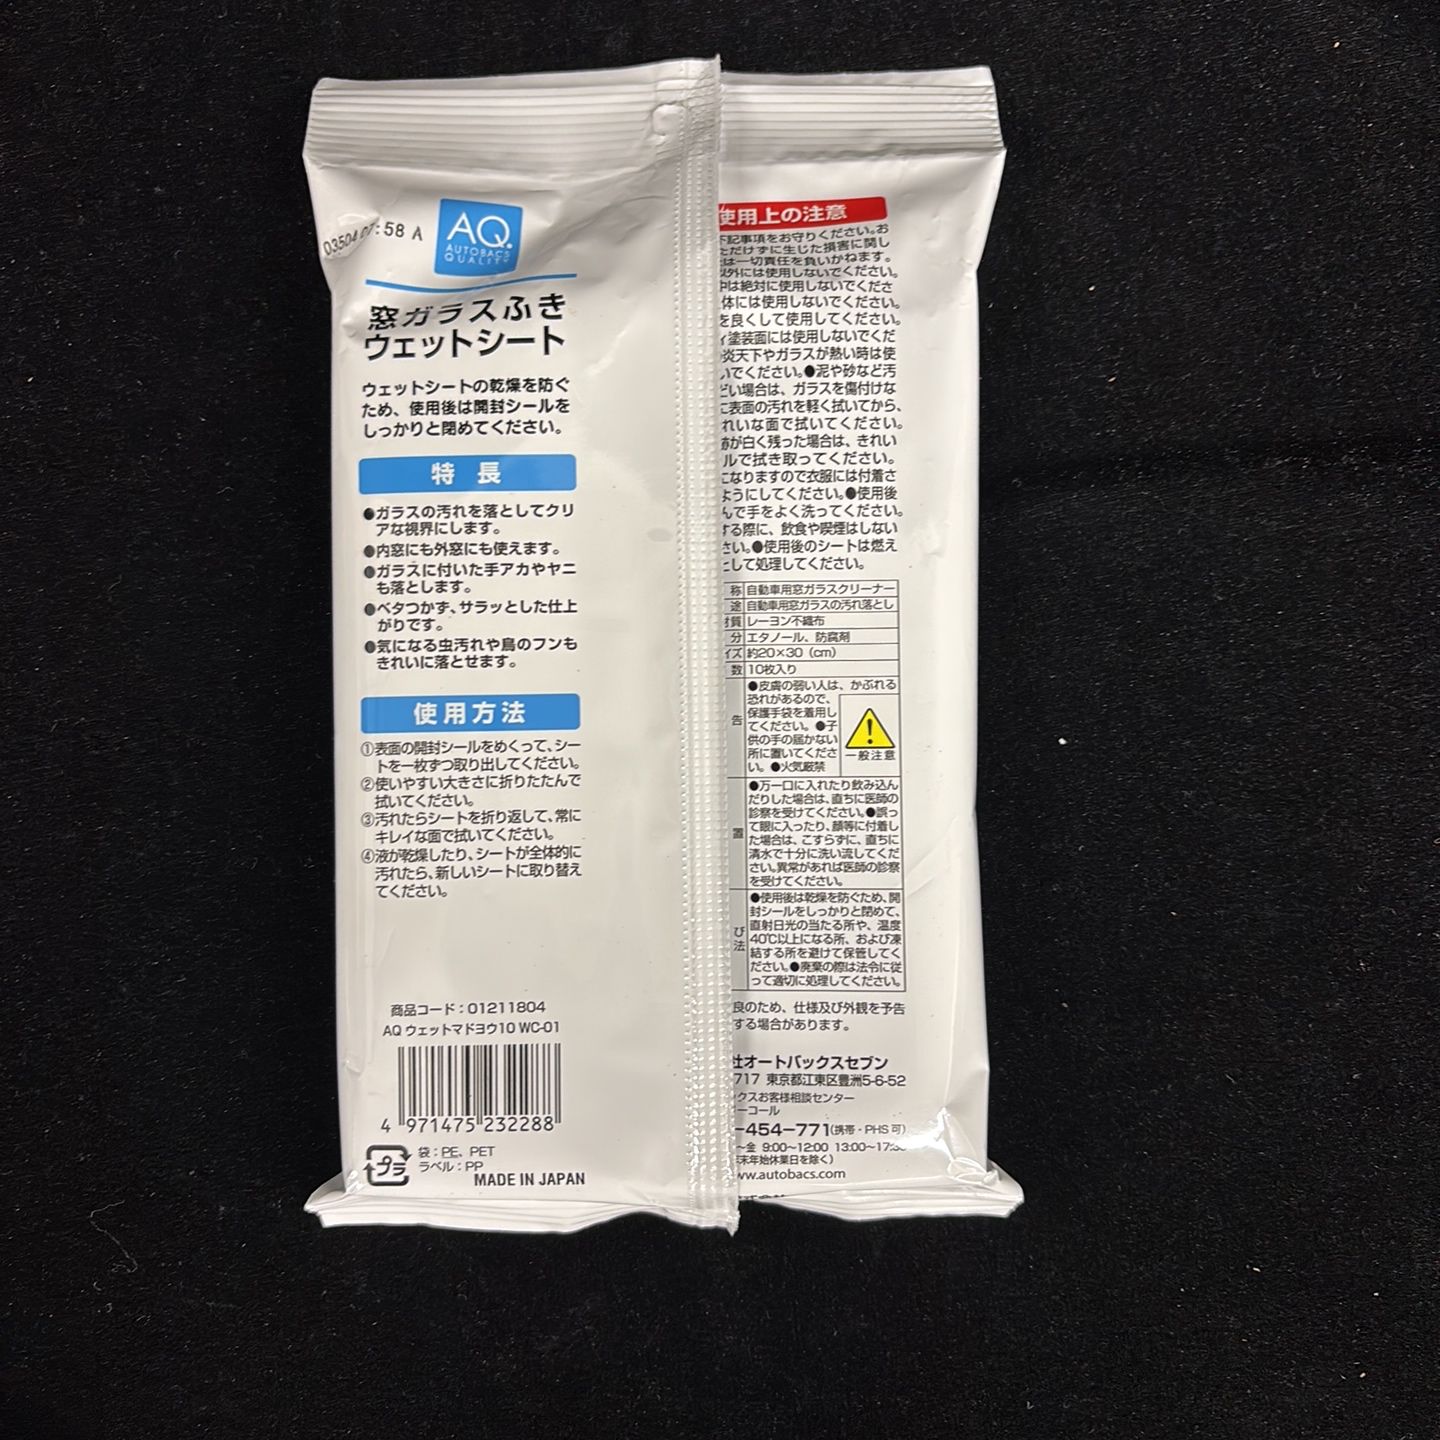 03504 07:58 A
AQ.
AUTOBACS
QUALITY
窓ガラスふき
ウェットシート
ウェットシートの乾燥を防ぐ
ため、使用後は開封シールを
しっかりと閉めてください。
特 長
●ガラスの汚れを落としてクリ
アな視界にします。
●内窓にも外窓にも使えます。
●ガラスに付いた手アカやヤニ
も落とします。
●ベタつかず、サラッとした仕上
がりです。
●気になる虫汚れや鳥のフンも
きれいに落とせます。
使用方法
①表面の開封シールをめくって、シー
トを一枚ずつ取り出してください。
②使いやすい大きさに折りたたんで
拭いてください。
③汚れたらシートを折り返して、常に
キレイな面で拭いてください。
④液が乾燥したり、シートが全体的に
汚れたら、新しいシートに取り替え
てください。
商品コード：01211804
AQ ウェットマドヨウ10 WC-01
4 971475 232288
プラ
袋：PE、PET
ラベル：PP
MADE IN JAPAN
使用上の注意
下記事項をお守りください。お
ただけずに生じた損害に関し
は一切責任を負いかねます。
以外には使用しないでください。
中は絶対に使用しないでくださ
体には使用しないでください。
を良くして使用してください。
ィ塗装面には使用しないでくだ
炎天下やガラスが熱い時は使
いでください。●泥や砂など汚
どい場合は、ガラスを傷付けな
に表面の汚れを軽く拭いてから、
れいな面で拭いてください。
跡が白く残った場合は、きれい
ルで拭き取ってください。
になりますので衣服には付着さ
ようにしてください。●使用後
んで手をよく洗ってください。
する際に、飲食や喫煙はしない
さい。●使用後のシートは燃え
として処理してください。
称 自動車用窓ガラスクリーナー
途 自動車用窓ガラスの汚れ落とし
材質 レーヨン不織布
分 エタノール、防腐剤
イズ 約20×30（cm）
数 10枚入り
告
●皮膚の弱い人は、かぶれる
恐れがあるので、
保護手袋を着用し
てください。●子
供の手の届かない
所に置いてくださ
い。●火気厳禁
一般注意
置
●万一口に入れたり飲み込ん
だりした場合は、直ちに医師の
診察を受けてください。●誤っ
て眼に入ったり、顔等に付着し
た場合は、こすらずに、直ちに
清水で十分に洗い流してくだ
さい。異常があれば医師の診察
を受けてください。
び
法
●使用後は乾燥を防ぐため、開
封シールをしっかりと閉めて、
直射日光の当たる所や、温度
40℃以上になる所、および凍
結する所を避けて保管してく
ださい。●廃棄の際は法令に従
って適切に処理してください。
良のため、仕様及び外観を予告
する場合があります。
社オートバックスセブン
717 東京都江東区豊洲5-6-52
ックスお客様相談センター
ーコール
-454-771(携帯・PHS可)
～金 9:00～12:00 13:00～17:30
末年始休業日を除く)
ww.autobacs.com